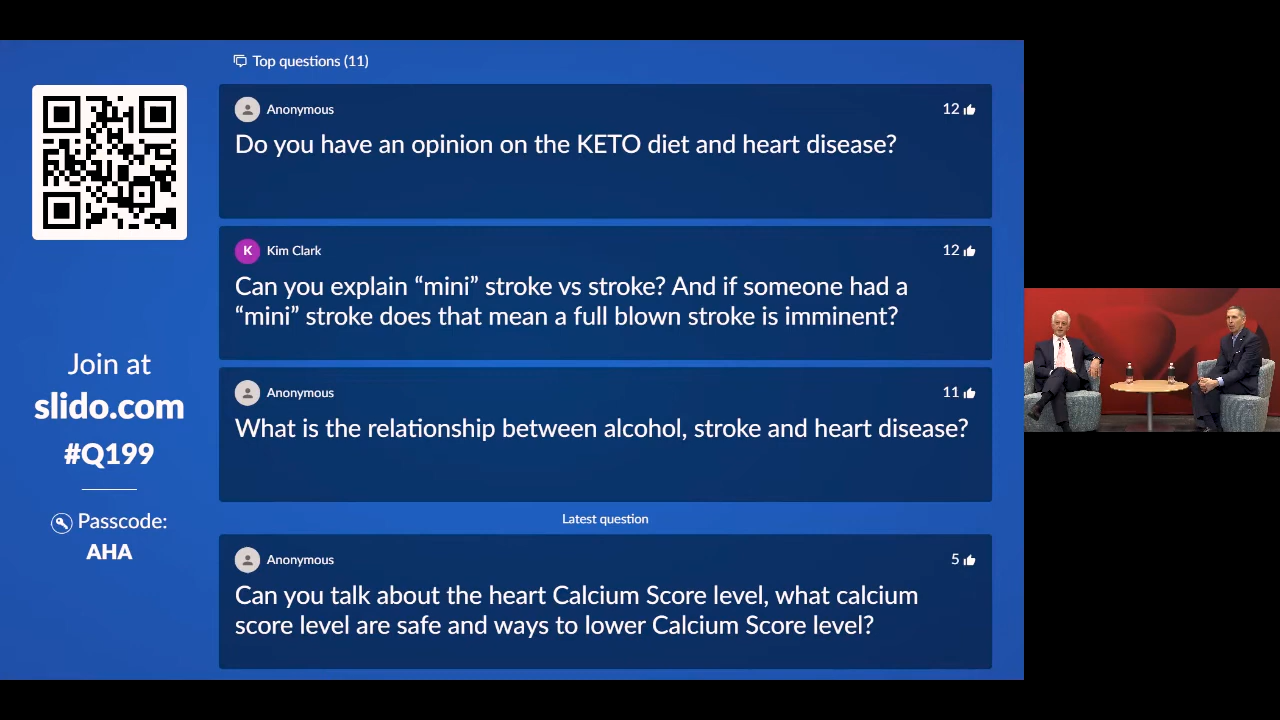 Top questions (11)
Anonymous
12
Do you have an opinion on the KETO diet and heart disease?
K
Kim Clark
12
Can you explain “mini” stroke vs stroke? And if someone had a
“mini” stroke does that mean a full blown stroke is imminent?
Anonymous
11
What is the relationship between alcohol, stroke and heart disease?
Latest question
Anonymous
5
Can you talk about the heart Calcium Score level, what calcium
score level are safe and ways to lower Calcium Score level?
Join at
slido.com
#Q199
Passcode:
AHA